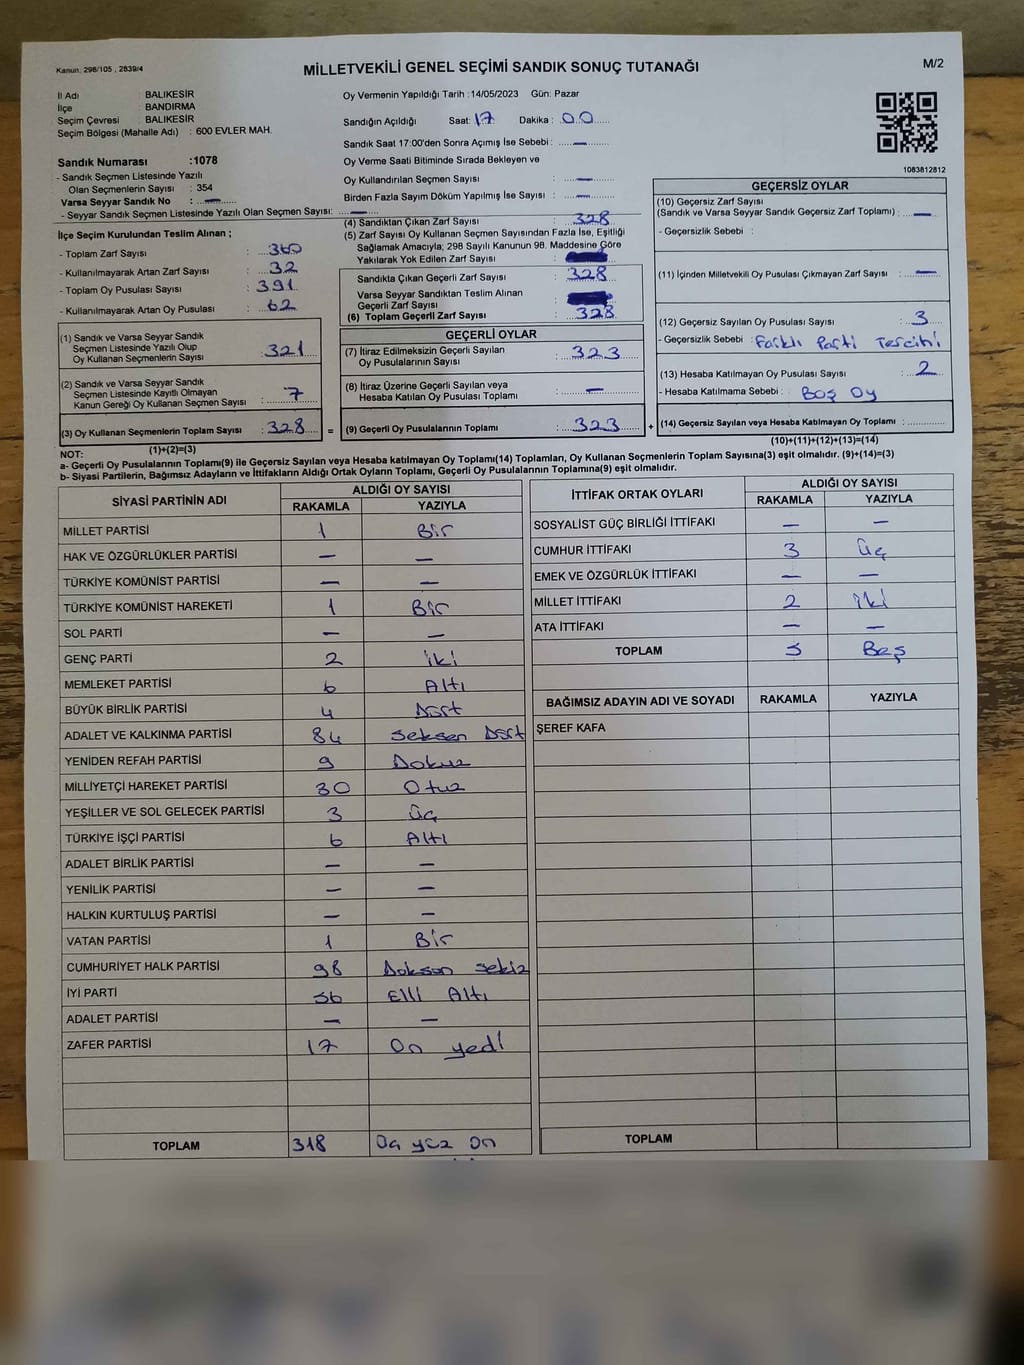 Kanun, 298/105 , 2839/4
MİLLETVEKİLİ GENEL SEÇİMİ SANDIK SONUÇ TUTANAĞI
M/2
İl Adı BALIKESİR
İlçe BANDIRMA
Seçim Çevresi BALIKESİR
Seçim Bölgesi (Mahalle Adı) : 600 EVLER MAH.
Sandık Numarası :1078
- Sandık Seçmen Listesinde Yazılı
Olan Seçmenlerin Sayısı : 354
Varsa Seyyar Sandık No : —
- Seyyar Sandık Seçmen Listesinde Yazılı Olan Seçmen Sayısı: —
Oy Vermenin Yapıldığı Tarih :14/05/2023 Gün: Pazar
Sandığın Açıldığı Saat: 17 Dakika : 00
Sandık Saat 17:00'den Sonra Açımış İse Sebebi : —
Oy Verme Saati Bitiminde Sırada Bekleyen ve
Oy Kullandırılan Seçmen Sayısı : —
Birden Fazla Sayım Döküm Yapılmış İse Sayısı : —
1083812812
İlçe Seçim Kurulundan Teslim Alınan ;
- Toplam Zarf Sayısı : 360
- Kullanılmayarak Artan Zarf Sayısı : 32
- Toplam Oy Pusulası Sayısı : 391
- Kullanılmayarak Artan Oy Pusulası : 62
(1) Sandık ve Varsa Seyyar Sandık
Seçmen Listesinde Yazılı Olup
Oy Kullanan Seçmenlerin Sayısı : 321
(2) Sandık ve Varsa Seyyar Sandık
Seçmen Listesinde Kayıtlı Olmayan
Kanun Gereği Oy Kullanan Seçmen Sayısı : 7
(3) Oy Kullanan Seçmenlerin Toplam Sayısı : 328 =
(1)+(2)=(3)
(4) Sandıktan Çıkan Zarf Sayısı : 328
(5) Zarf Sayısı Oy Kullanan Seçmen Sayısından Fazla İse, Eşitliği
Sağlamak Amacıyla; 298 Sayılı Kanunun 98. Maddesine Göre
Yakılarak Yok Edilen Zarf Sayısı :
Sandıkta Çıkan Geçerli Zarf Sayısı : 328
Varsa Seyyar Sandıktan Teslim Alınan
Geçerli Zarf Sayısı :
(6) Toplam Geçerli Zarf Sayısı : 328
GEÇERLİ OYLAR
(7) İtiraz Edilmeksizin Geçerli Sayılan
Oy Pusulalarının Sayısı : 323
(8) İtiraz Üzerine Geçerli Sayılan veya
Hesaba Katılan Oy Pusulası Toplamı : —
(9) Geçerli Oy Pusulalarının Toplamı : 323 +
GEÇERSİZ OYLAR
(10) Geçersiz Zarf Sayısı
(Sandık ve Varsa Seyyar Sandık Geçersiz Zarf Toplamı) : —
- Geçersizlik Sebebi :
(11) İçinden Milletvekili Oy Pusulası Çıkmayan Zarf Sayısı : —
(12) Geçersiz Sayılan Oy Pusulası Sayısı : 3
- Geçersizlik Sebebi : Farklı Parti Tercihi
(13) Hesaba Katılmayan Oy Pusulası Sayısı : 2
- Hesaba Katılmama Sebebi : Boş Oy
(14) Geçersiz Sayılan veya Hesaba Katılmayan Oy Toplamı :
(10)+(11)+(12)+(13)=(14)
NOT:
a- Geçerli Oy Pusulalarının Toplamı(9) ile Geçersiz Sayılan veya Hesaba katılmayan Oy Toplamı(14) Toplamları, Oy Kullanan Seçmenlerin Toplam Sayısına(3) eşit olmalıdır. (9)+(14)=(3)
b- Siyasi Partilerin, Bağımsız Adayların ve İttifakların Aldığı Ortak Oyların Toplamı, Geçerli Oy Pusulalarının Toplamına(9) eşit olmalıdır.
SİYASİ PARTİNİN ADI ALDIĞI OY SAYISI
RAKAMLA YAZIYLA
MİLLET PARTİSİ 1 Bir
HAK VE ÖZGÜRLÜKLER PARTİSİ — —
TÜRKİYE KOMÜNİST PARTİSİ — —
TÜRKİYE KOMÜNİST HAREKETİ 1 Bir
SOL PARTİ — —
GENÇ PARTİ 2 iki
MEMLEKET PARTİSİ 6 Altı
BÜYÜK BİRLİK PARTİSİ 4 Dört
ADALET VE KALKINMA PARTİSİ 84 Seksen Dört
YENİDEN REFAH PARTİSİ 9 Dokuz
MİLLİYETÇİ HAREKET PARTİSİ 30 Otuz
YEŞİLLER VE SOL GELECEK PARTİSİ 3 Üç
TÜRKİYE İŞÇİ PARTİSİ 6 Altı
ADALET BİRLİK PARTİSİ — —
YENİLİK PARTİSİ — —
HALKIN KURTULUŞ PARTİSİ — —
VATAN PARTİSİ 1 Bir
CUMHURİYET HALK PARTİSİ 98 Doksan sekiz
İYİ PARTİ 56 Elli Altı
ADALET PARTİSİ — —
ZAFER PARTİSİ 17 On yedi
TOPLAM 318 Üç yüz On
İTTİFAK ORTAK OYLARI ALDIĞI OY SAYISI
RAKAMLA YAZIYLA
SOSYALİST GÜÇ BİRLİĞİ İTTİFAKI — —
CUMHUR İTTİFAKI 3 Üç
EMEK VE ÖZGÜRLÜK İTTİFAKI — —
MİLLET İTTİFAKI 2 iki
ATA İTTİFAKI — —
TOPLAM 5 Beş
BAĞIMSIZ ADAYIN ADI VE SOYADI RAKAMLA YAZIYLA
ŞEREF KAFA
TOPLAM